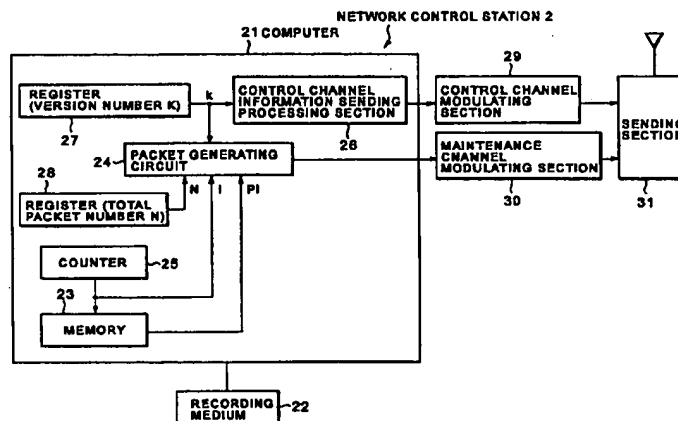 NETWORK CONTROL STATION 2
21 COMPUTER
REGISTER
(VERSION NUMBER K)
27
k
CONTROL CHANNEL
INFORMATION SENDING
PROCESSING SECTION
26
29
CONTROL CHANNEL
MODULATING
SECTION
SENDING
SECTION
31
24
PACKET GENERATING
CIRCUIT
MAINTENANCE
CHANNEL
MODULATING SECTION
30
28
REGISTER (TOTAL
PACKET NUMBER N)
N
I
PI
COUNTER
25
23
MEMORY
RECORDING
MEDIUM
22